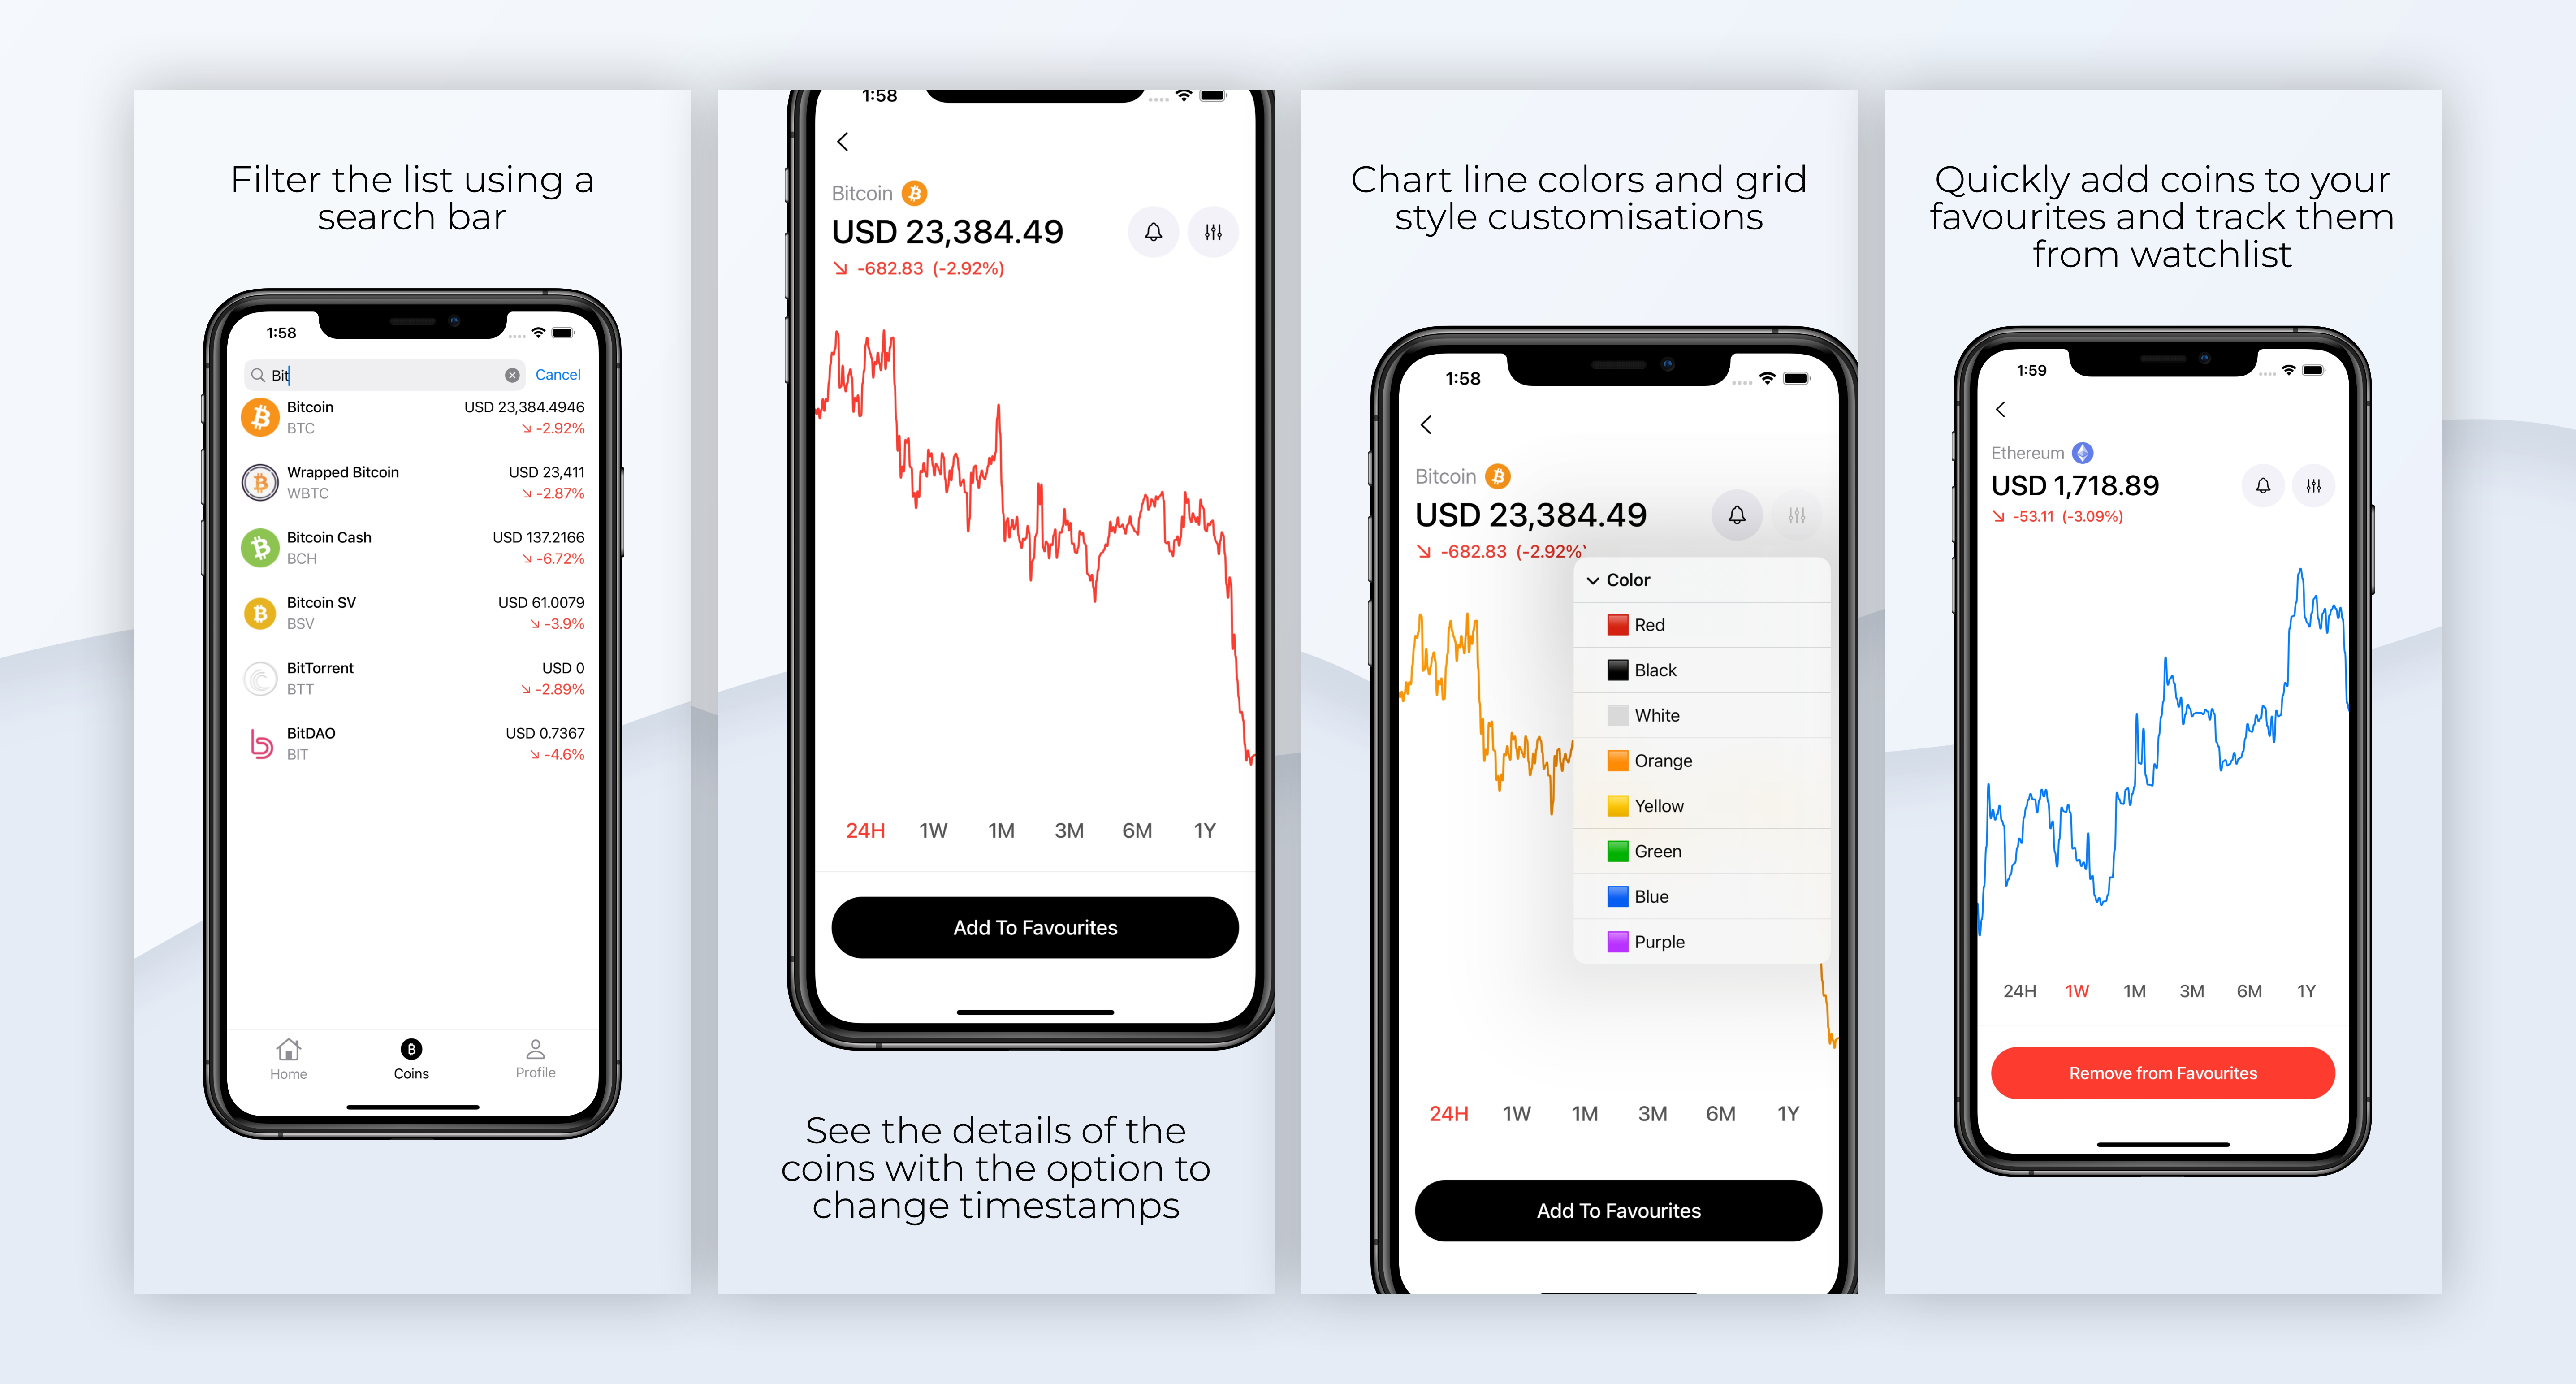 Filter the list using a
search bar
1:58
Bit
Cancel
Bitcoin
USD 23,384.4946
BTC
-2.92%
Wrapped Bitcoin
USD 23,411
WBTC
-2.87%
Bitcoin Cash
USD 137.2166
BCH
-6.72%
Bitcoin SV
USD 61.0079
BSV
-3.9%
BitTorrent
USD 0
BTT
-2.89%
BitDAO
USD 0.7367
BIT
-4.6%
Home
Coins
Profile
1:58
Bitcoin
USD 23,384.49
-682.83 (-2.92%)
24H 1W 1M 3M 6M 1Y
Add To Favourites
See the details of the
coins with the option to
change timestamps
Chart line colors and grid
style customisations
1:58
Bitcoin
USD 23,384.49
-682.83 (-2.92%
Color
Red
Black
White
Orange
Yellow
Green
Blue
Purple
24H 1W 1M 3M 6M 1Y
Add To Favourites
Quickly add coins to your
favourites and track them
from watchlist
1:59
Ethereum
USD 1,718.89
-53.11 (-3.09%)
24H 1W 1M 3M 6M 1Y
Remove from Favourites